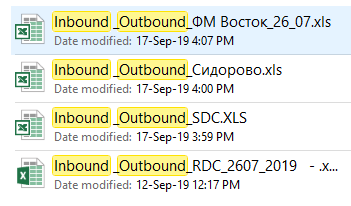 Inbound _Outbound_ФМ Восток_26_07.xls
Date modified: 17-Sep-19 4:07 PM
Inbound _Outbound_Сидорово.xls
Date modified: 17-Sep-19 4:00 PM
Inbound _Outbound_SDC.XLS
Date modified: 17-Sep-19 3:59 PM
Inbound _Outbound_RDC_2607_2019 - .x...
Date modified: 12-Sep-19 12:17 PM